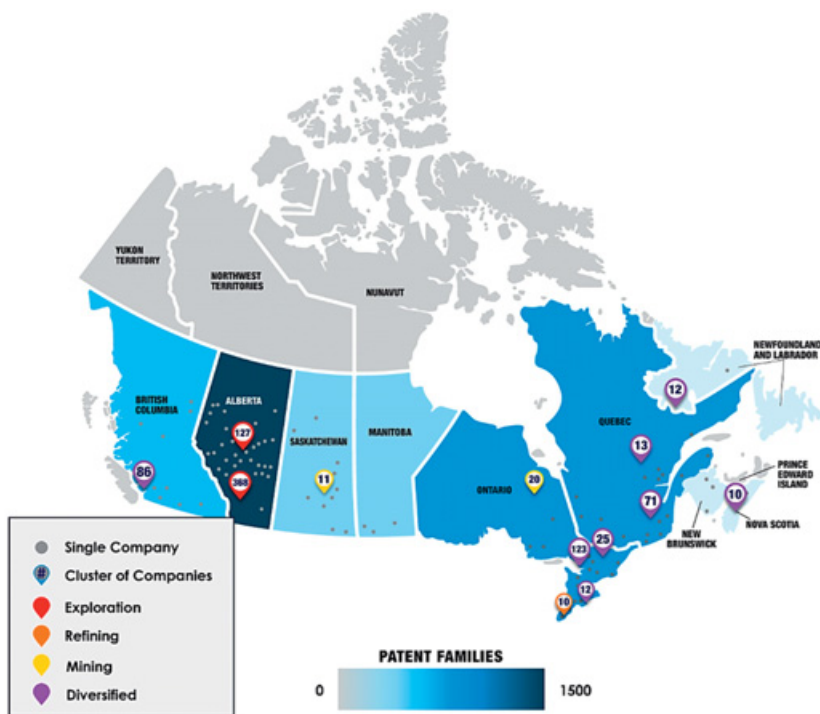 YUKON
TERRITORY
NORTHWEST
TERRITORIES
NUNAVUT
NEWFOUNDLAND
AND LABRADOR
BRITISH
COLUMBIA
ALBERTA
SASKATCHEWAN
MANITOBA
ONTARIO
QUEBEC
PRINCE
EDWARD
ISLAND
NOVA SCOTIA
NEW
BRUNSWICK
12
127
13
86
368
11
20
71
10
25
123
12
10
Single Company
# Cluster of Companies
Exploration
Refining
Mining
Diversified
PATENT FAMILIES
0
1500